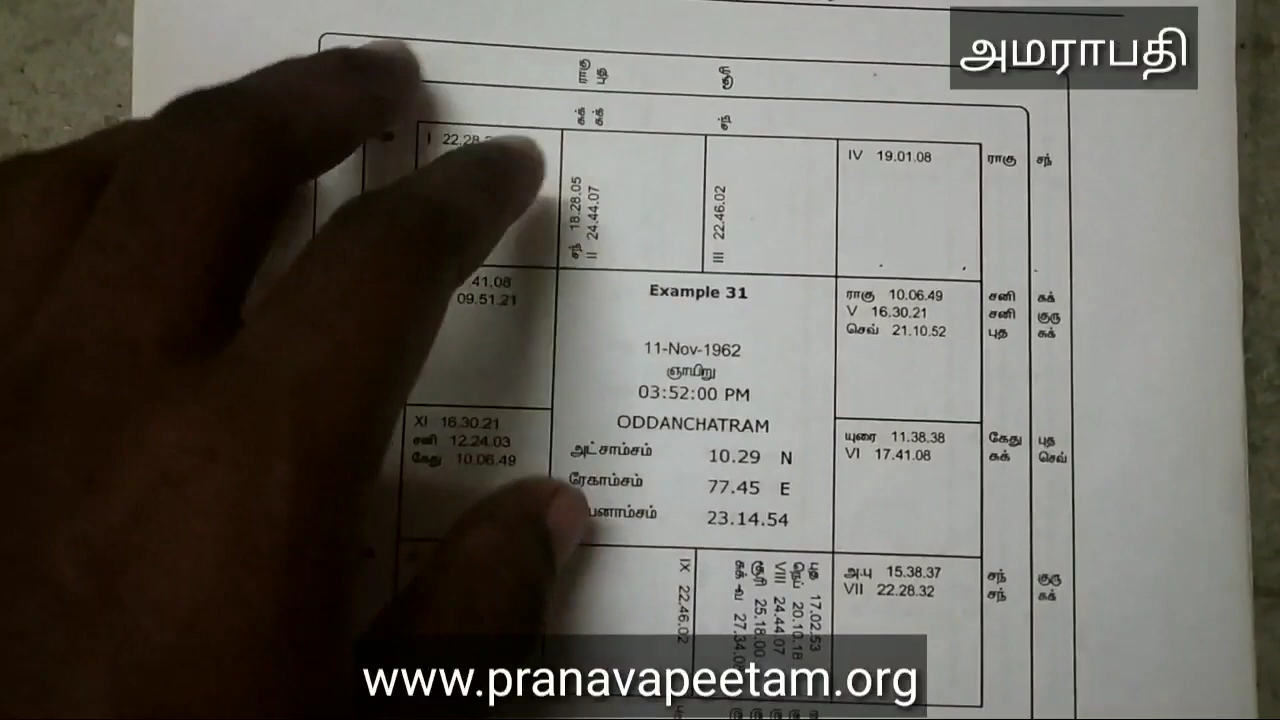 அமராபதி
ராகு
புத
சூரி
சுக்
சுக்
சந்
I 22.28
சந் 18.28.05
II 24.44.07
III 22.46.02
IV 19.01.08
ராகு சந்
41.08
09.51.21
Example 31
11-Nov-1962
ஞாயிறு
03:52:00 PM
ODDANCHATRAM
அட்சாம்சம் 10.29 N
ரேகாம்சம் 77.45 E
யனாம்சம் 23.14.54
ராகு 10.06.49 சனி சுக்
V 16.30.21 சனி குரு
செவ் 21.10.52 புத சுக்
XI 16.30.21
சனி 12.24.03
கேது 10.06.49
யுரை 11.38.38 கேது புத
VI 17.41.08 சுக் செவ்
IX 22.46.02
புத 17.02.53
நெப் 20.10.18
VIII 24.44.07
சூரி 25.18.00
சுக்-வ 27.34.0
அ.பு 15.38.37 சந் குரு
VII 22.28.32 சந் சுக்
www.pranavapeetam.org